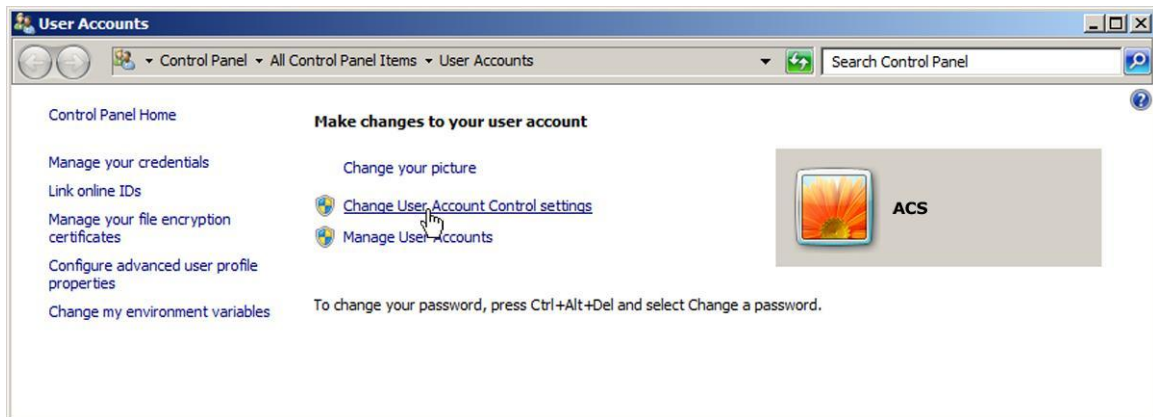 User Accounts
Control Panel All Control Panel Items User Accounts Search Control Panel
Control Panel Home
Manage your credentials
Link online IDs
Manage your file encryption
certificates
Configure advanced user profile
properties
Change my environment variables
Make changes to your user account
Change your picture
Change User Account Control settings
Manage User Accounts
To change your password, press Ctrl+Alt+Del and select Change a password.
ACS